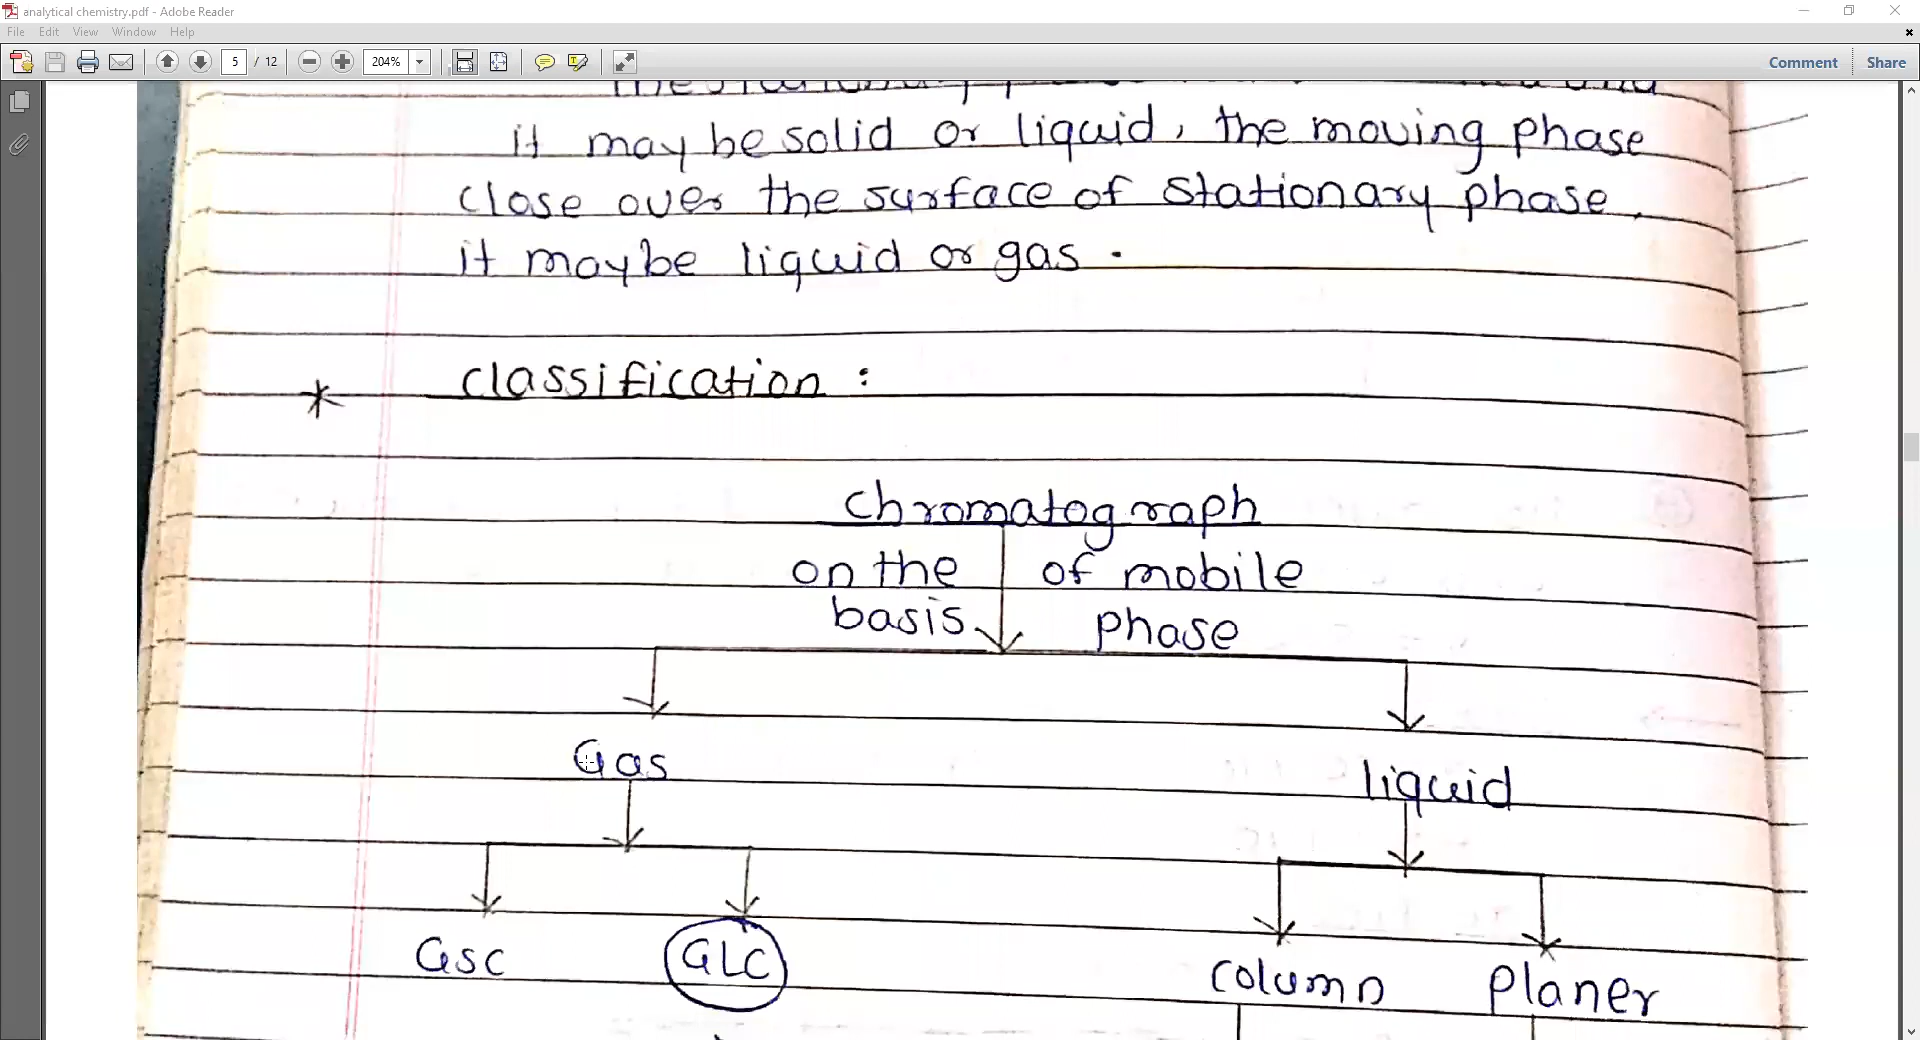 analytical chemistry.pdf - Adobe Reader
File Edit View Window Help
5 / 12 204% Comment Share
it may be solid or liquid, the moving phase
close over the surface of stationary phase,
it maybe liquid or gas.
* classification :
chromatograph
on the of mobile
basis phase
Gas
liquid
GSC GLC
column planer